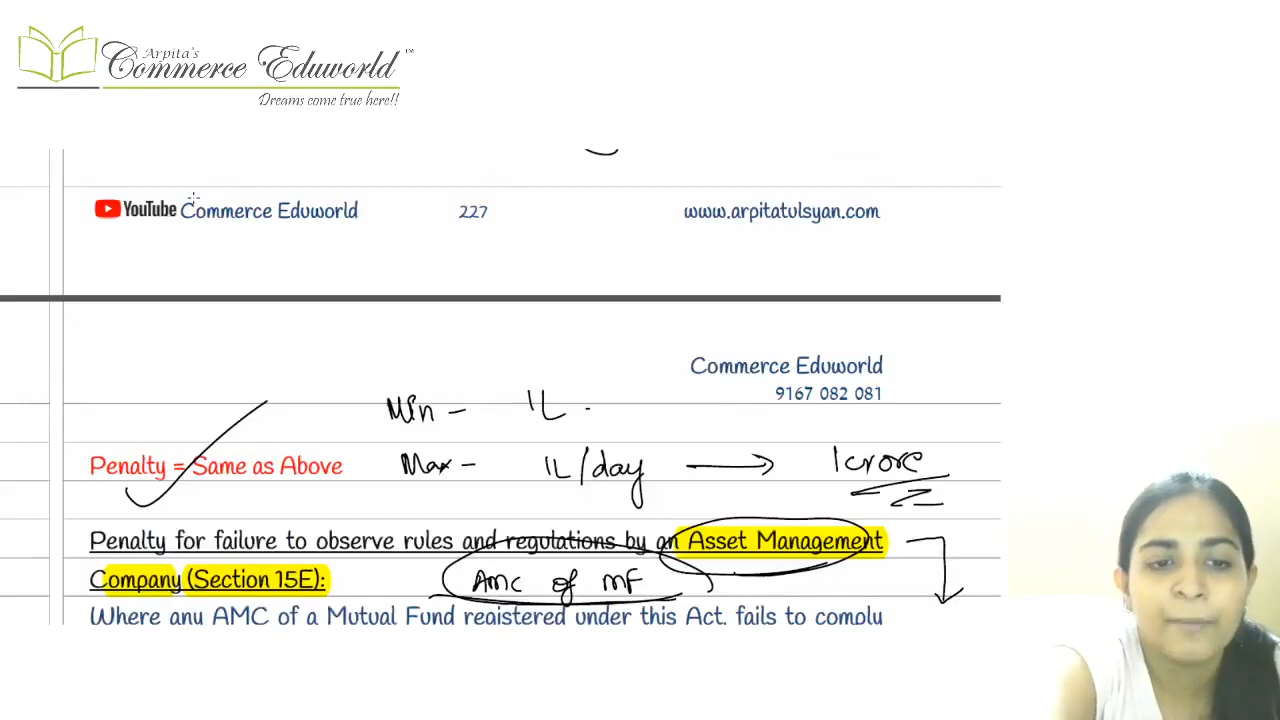 Arpita's
Commerce Eduworld™
Dreams come true here!!
YouTube Commerce Eduworld 227 www.arpitatulsyan.com
Commerce Eduworld
9167 082 081
Min - 1L
Penalty = Same as Above Max - 1L/day → 1crore
Penalty for failure to observe rules and regulations by an Asset Management
Company (Section 15E): AMC of MF
Where any AMC of a Mutual Fund registered under this Act, fails to comply